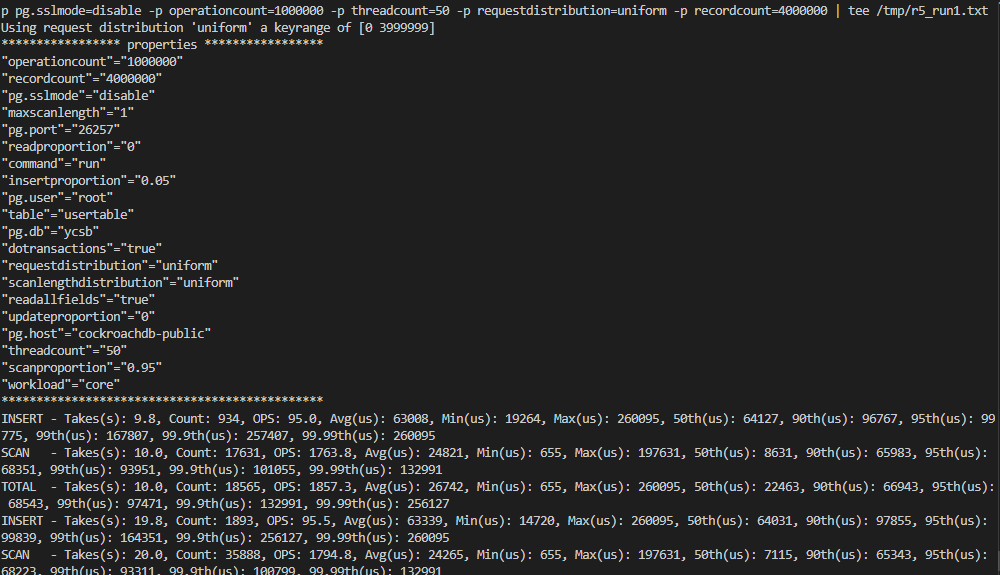 p pg.sslmode=disable -p operationcount=1000000 -p threadcount=50 -p requestdistribution=uniform -p recordcount=4000000 | tee /tmp/r5_run1.txt
Using request distribution 'uniform' a keyrange of [0 3999999]
***************** properties *****************
"operationcount"="1000000"
"recordcount"="4000000"
"pg.sslmode"="disable"
"maxscanlength"="1"
"pg.port"="26257"
"readproportion"="0"
"command"="run"
"insertproportion"="0.05"
"pg.user"="root"
"table"="usertable"
"pg.db"="ycsb"
"dotransactions"="true"
"requestdistribution"="uniform"
"scanlengthdistribution"="uniform"
"readallfields"="true"
"updateproportion"="0"
"pg.host"="cockroachdb-public"
"threadcount"="50"
"scanproportion"="0.95"
"workload"="core"
**********************************************
INSERT - Takes(s): 9.8, Count: 934, OPS: 95.0, Avg(us): 63008, Min(us): 19264, Max(us): 260095, 50th(us): 64127, 90th(us): 96767, 95th(us): 99
775, 99th(us): 167807, 99.9th(us): 257407, 99.99th(us): 260095
SCAN   - Takes(s): 10.0, Count: 17631, OPS: 1763.8, Avg(us): 24821, Min(us): 655, Max(us): 197631, 50th(us): 8631, 90th(us): 65983, 95th(us):
68351, 99th(us): 93951, 99.9th(us): 101055, 99.99th(us): 132991
TOTAL  - Takes(s): 10.0, Count: 18565, OPS: 1857.3, Avg(us): 26742, Min(us): 655, Max(us): 260095, 50th(us): 22463, 90th(us): 66943, 95th(us):
 68543, 99th(us): 97471, 99.9th(us): 132991, 99.99th(us): 256127
INSERT - Takes(s): 19.8, Count: 1893, OPS: 95.5, Avg(us): 63339, Min(us): 14720, Max(us): 260095, 50th(us): 64031, 90th(us): 97855, 95th(us):
99839, 99th(us): 164351, 99.9th(us): 256127, 99.99th(us): 260095
SCAN   - Takes(s): 20.0, Count: 35888, OPS: 1794.8, Avg(us): 24265, Min(us): 655, Max(us): 197631, 50th(us): 7115, 90th(us): 65343, 95th(us):
68223, 99th(us): 93311, 99.9th(us): 100799, 99.99th(us): 132991